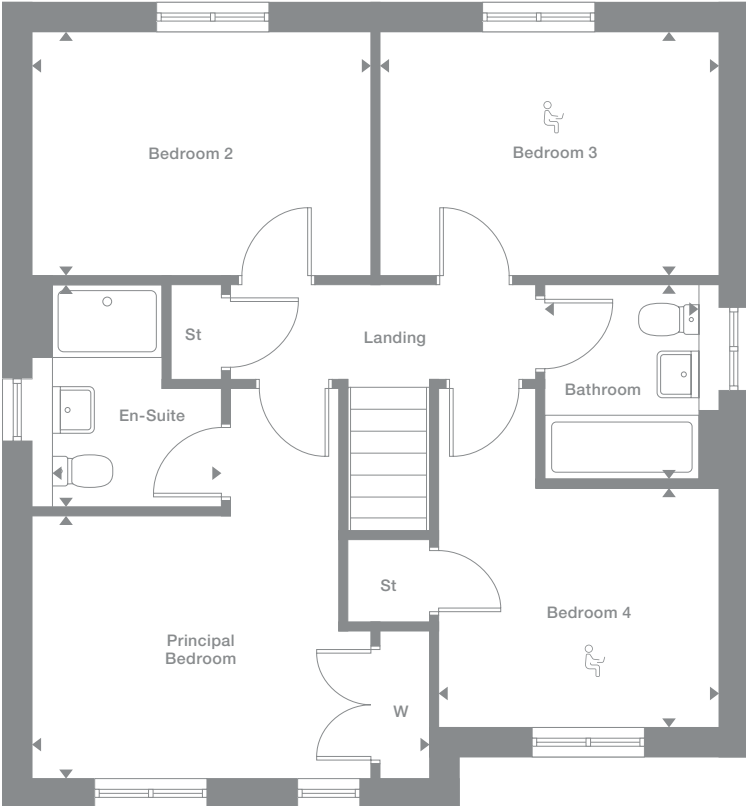 Bedroom 2
Bedroom 3
St
Landing
En-Suite
Bathroom
St
Bedroom 4
Principal
Bedroom
W